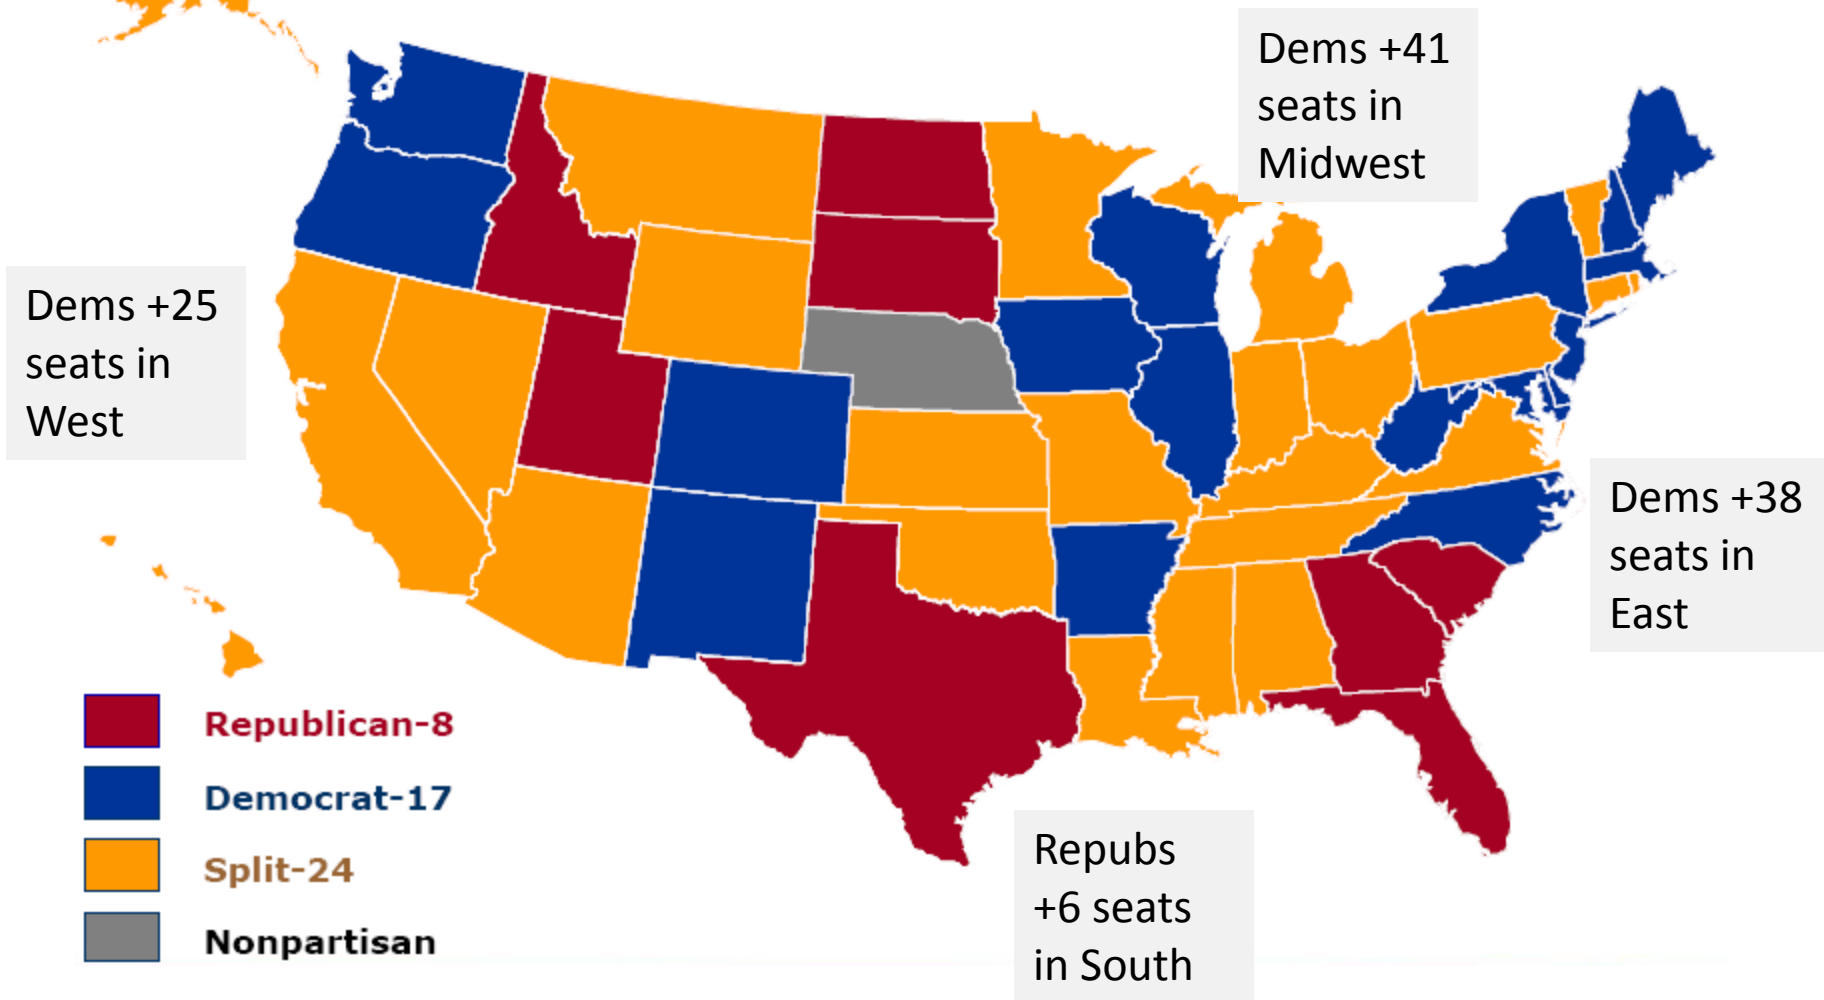 Dems +41
seats in
Midwest
Dems +25
seats in
West
Dems +38
seats in
East
Republican-8
Democrat-17
Split-24
Nonpartisan
Repubs
+6 seats
in South